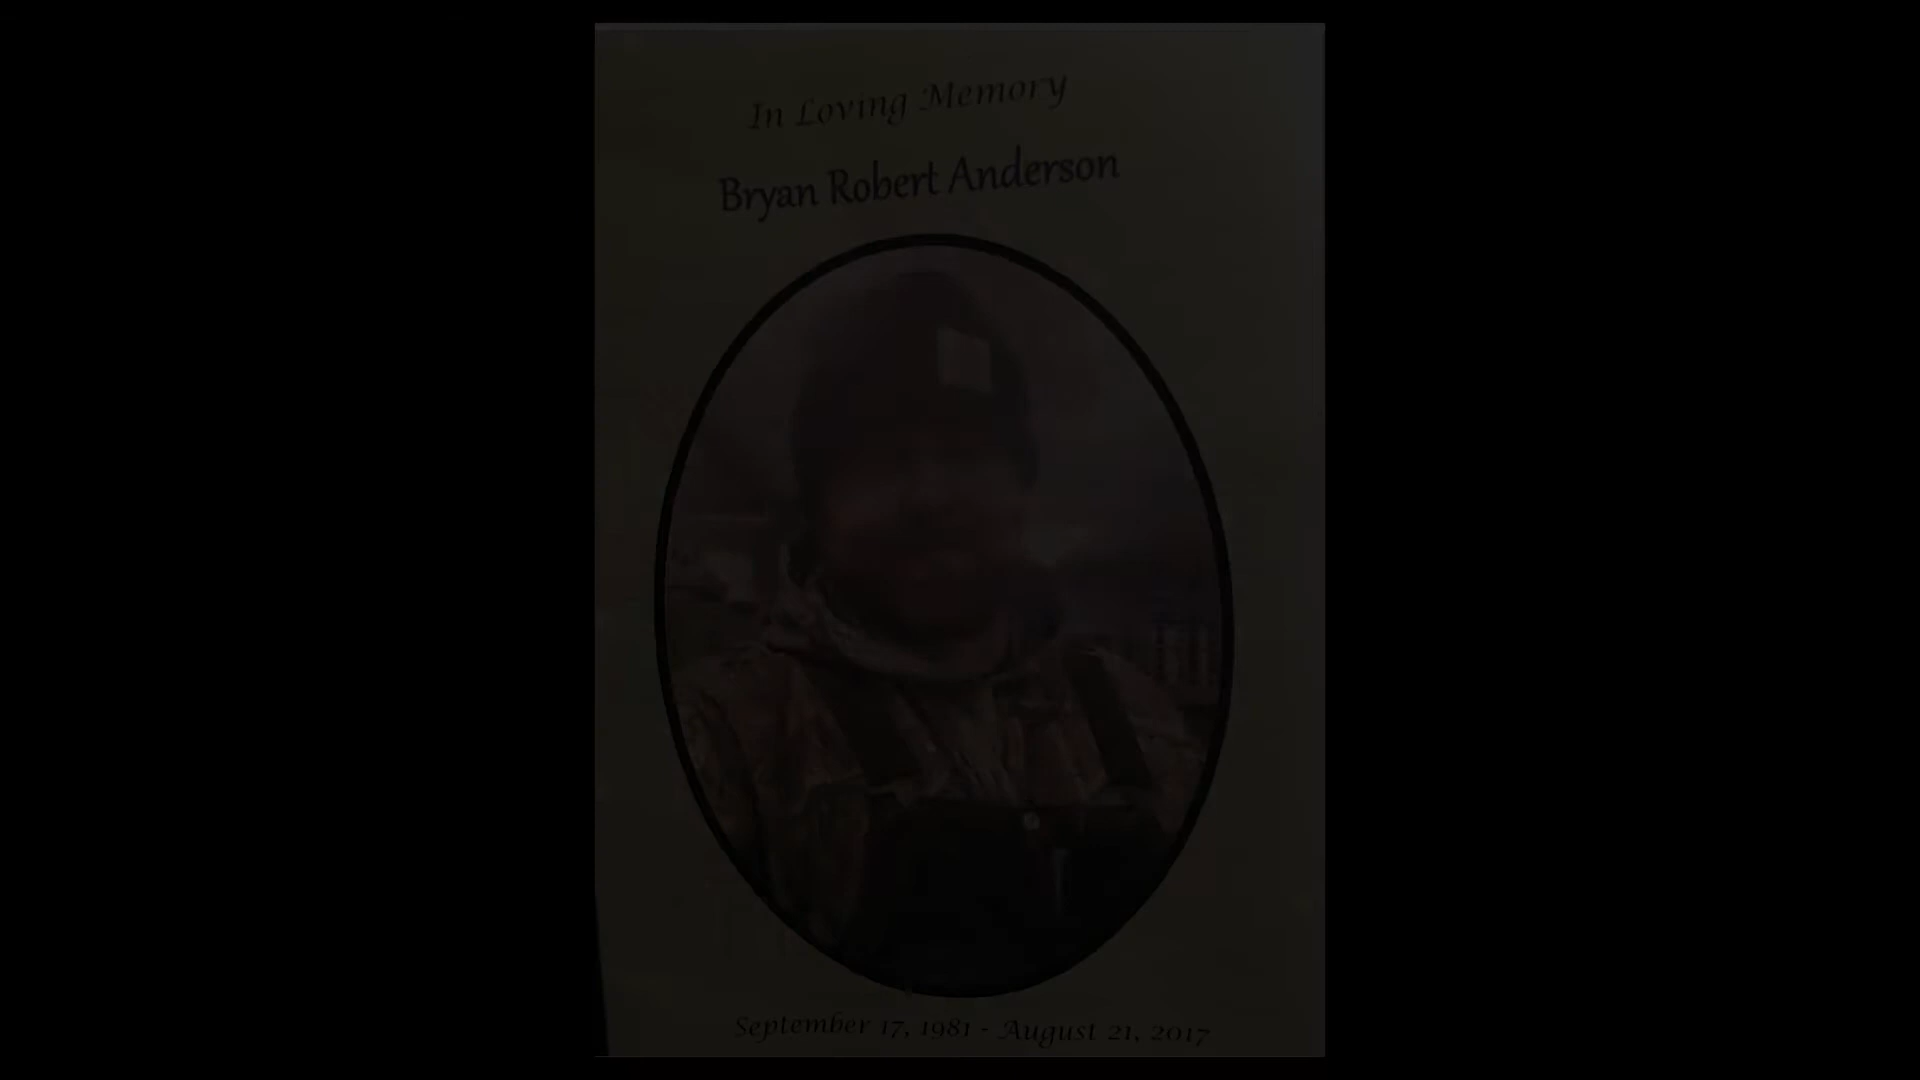 In Loving Memory
Bryan Robert Anderson
September 17, 1981 - August 21, 2017